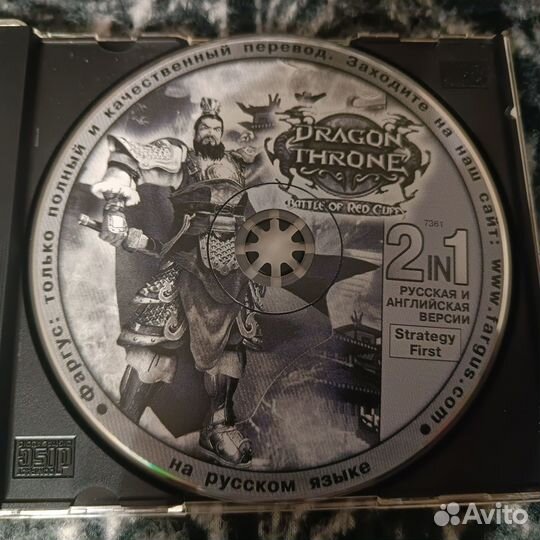 Фаргус: только полный и качественный перевод. Заходите на наш сайт: www.fargus.com
DRAGON
THRONE
BATTLE OF RED CLIFFS
7361
2 IN 1
РУССКАЯ И
АНГЛИЙСКАЯ
ВЕРСИИ
Strategy
First
на русском языке
disc
Avito